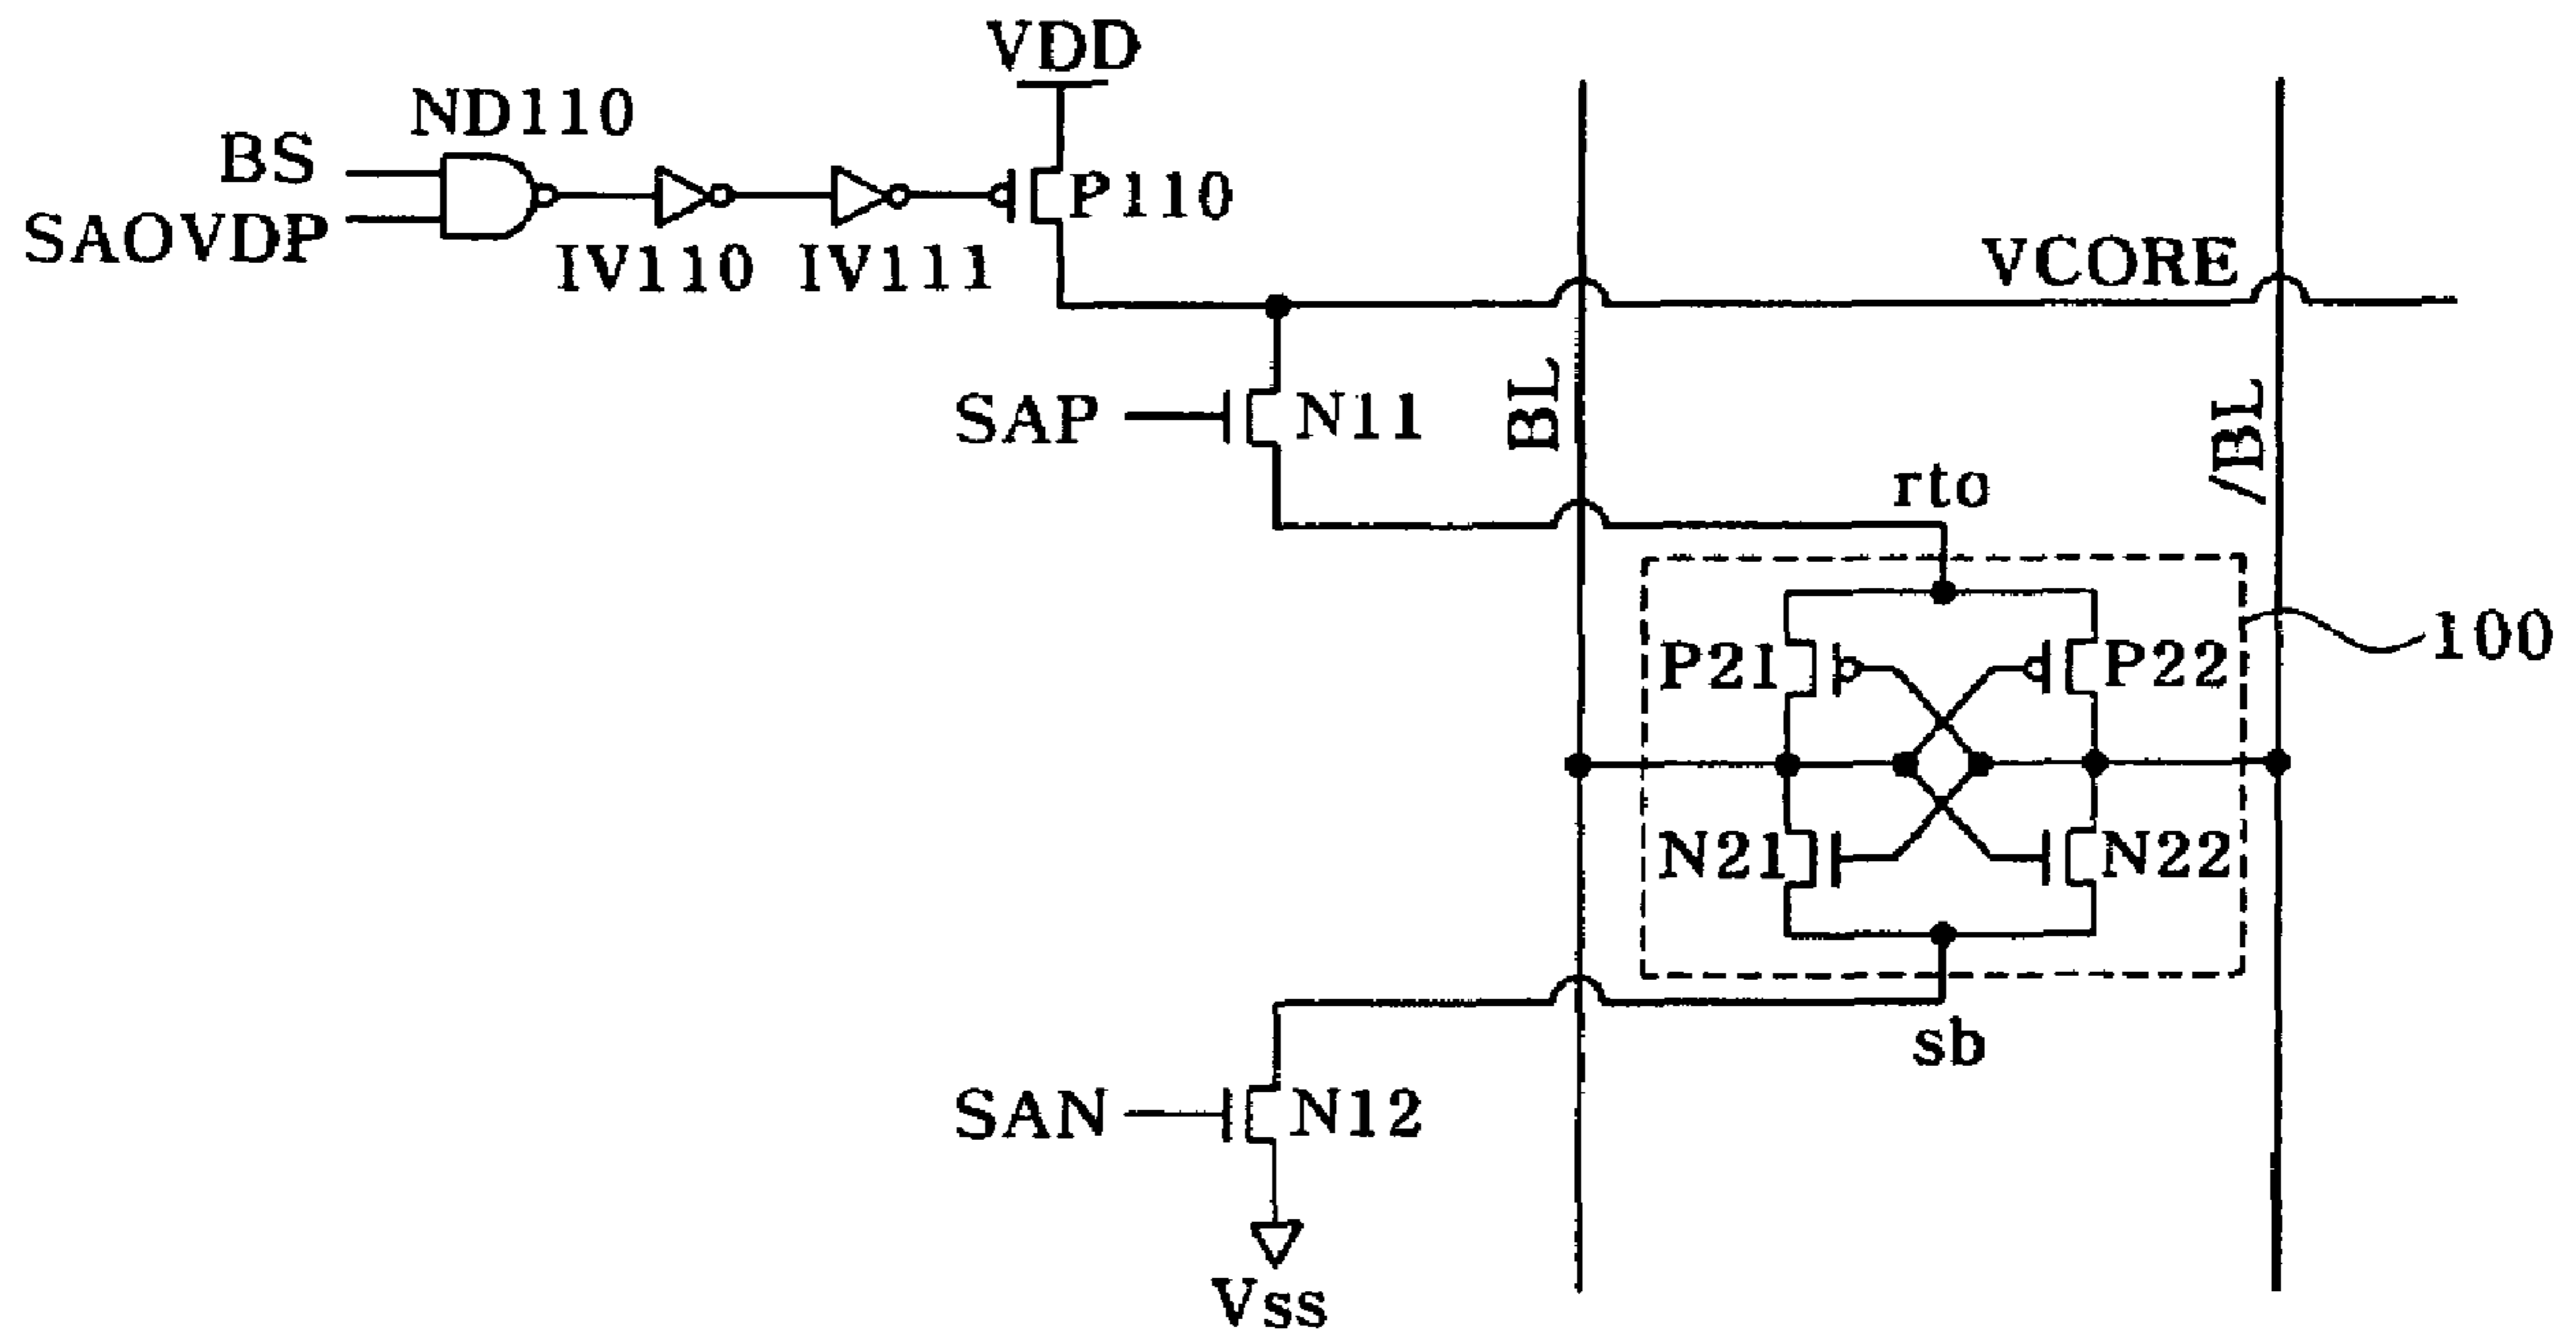 VDD
ND110
BS
SAOVDP
P110
IV110
IV111
VCORE
BL
/BL
SAP
N11
rto
100
P21
P22
N21
N22
sb
SAN
N12
Vss